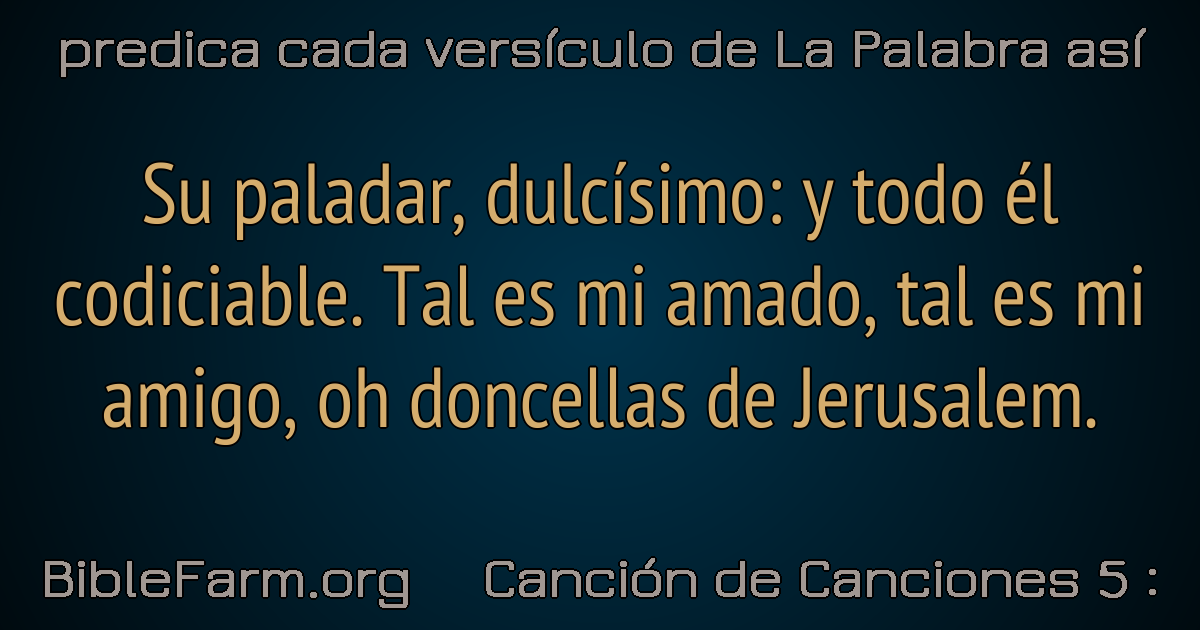 predica cada versículo de La Palabra así
Su paladar, dulcísimo: y todo él
codiciable. Tal es mi amado, tal es mi
amigo, oh doncellas de Jerusalem.
BibleFarm.org Canción de Canciones 5 :